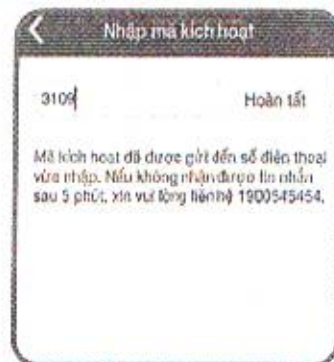 Nhập mã kích hoạt
3109
Hoàn tất
Mã kích hoạt đã được gửi đến số điện thoại
vừa nhập. Nếu không nhận được tin nhắn
sau 5 phút, xin vui lòng liên hệ 1900545454.